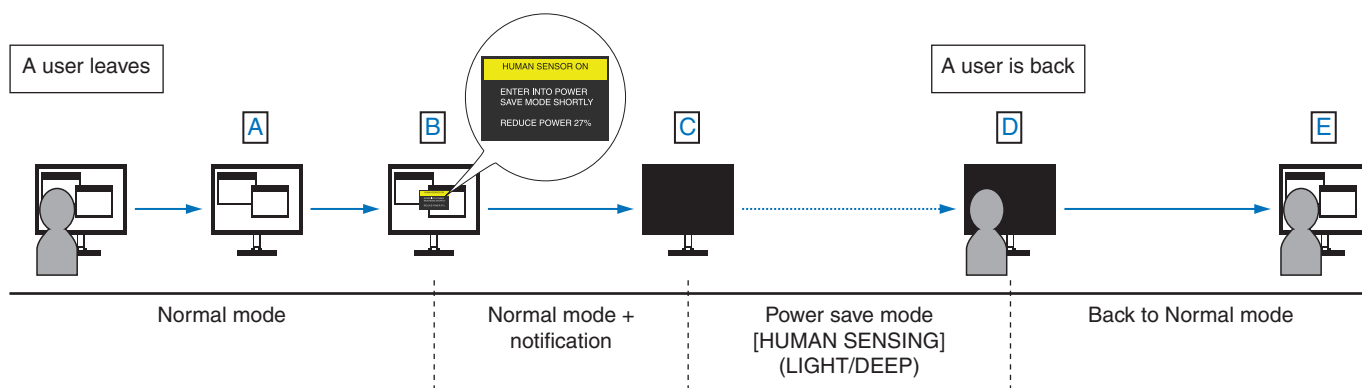 A user leaves
HUMAN SENSOR ON
ENTER INTO POWER
SAVE MODE SHORTLY
REDUCE POWER 27%
A user is back
A
B
C
D
E
Normal mode
Normal mode +
notification
Power save mode
[HUMAN SENSING]
(LIGHT/DEEP)
Back to Normal mode